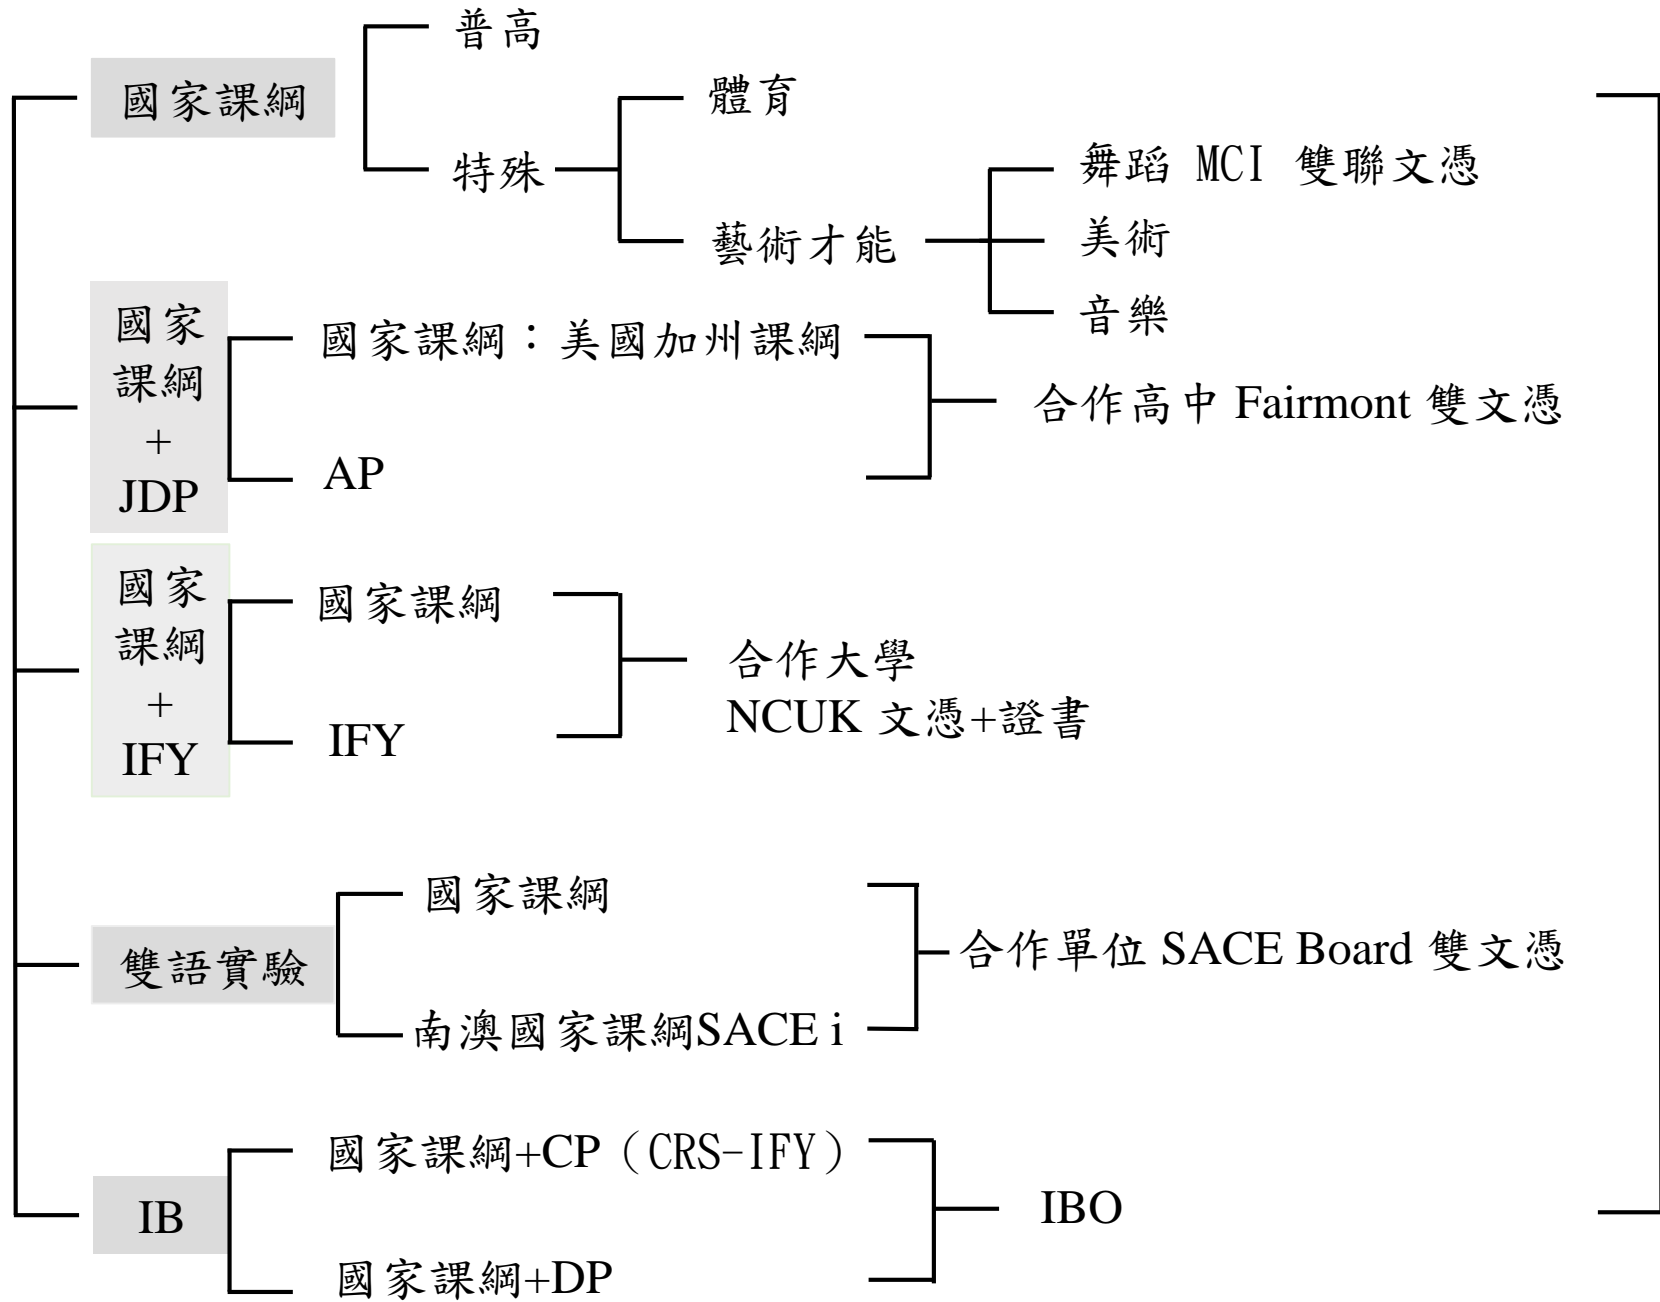 普高
國家課綱
體育
特殊
舞蹈 MCI 雙聯文憑
藝術才能
美術
音樂
國家
課綱
+
JDP
國家課綱：美國加州課綱
AP
合作高中 Fairmont 雙文憑
國家
課綱
+
IFY
國家課綱
IFY
合作大學
NCUK 文憑+證書
雙語實驗
國家課綱
南澳國家課綱SACE i
合作單位 SACE Board 雙文憑
IB
國家課綱+CP（CRS-IFY）
國家課綱+DP
IBO